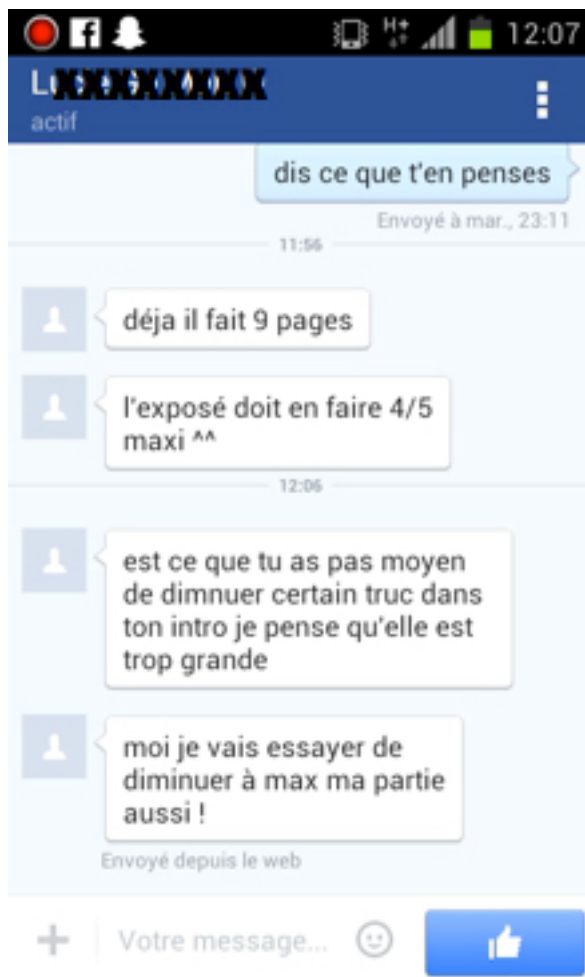 12:07
actif
dis ce que t'en penses
Envoyé à mar., 23:11
11:56
déja il fait 9 pages
l'exposé doit en faire 4/5
maxi ^^
12:06
est ce que tu as pas moyen
de dimnuer certain truc dans
ton intro je pense qu'elle est
trop grande
moi je vais essayer de
diminuer à max ma partie
aussi !
Envoyé depuis le web
Votre message...